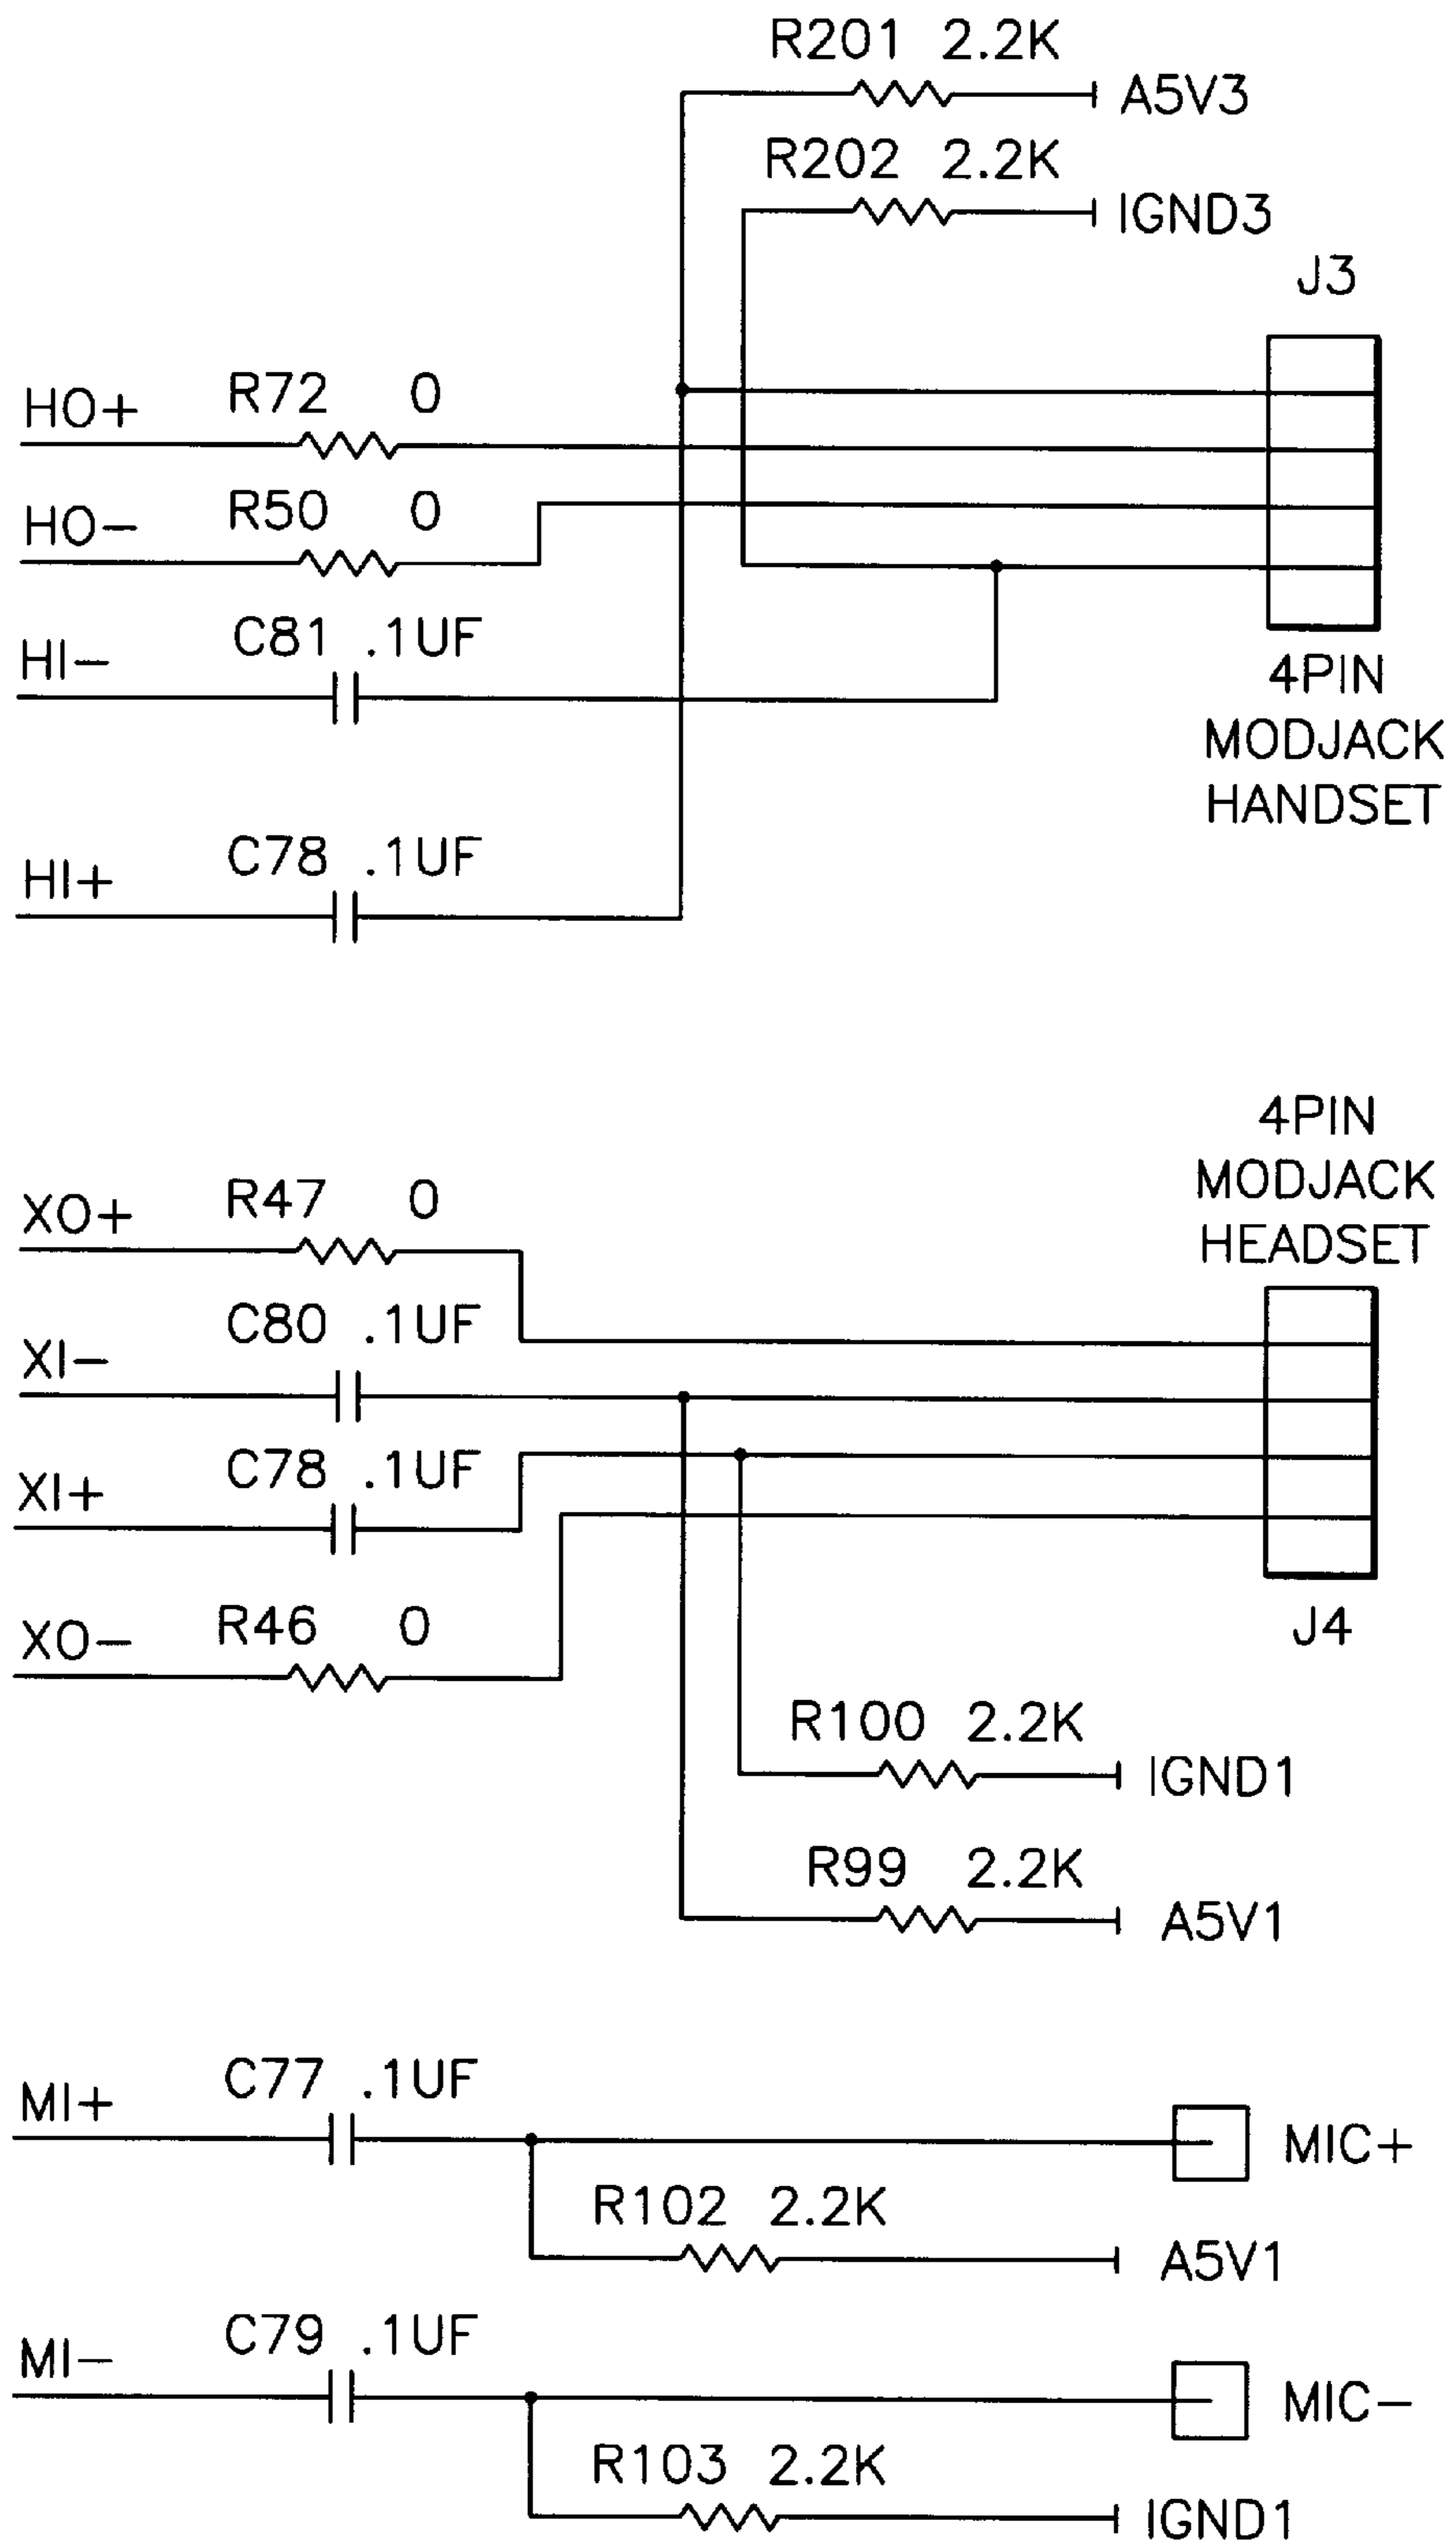 R201 2.2K
A5V3
R202 2.2K
IGND3
J3
HO+
R72 0
HO-
R50 0
HI-
C81 .1UF
4PIN
MODJACK
HANDSET
HI+
C78 .1UF
4PIN
MODJACK
HEADSET
XO+
R47 0
XI-
C80 .1UF
XI+
C78 .1UF
XO-
R46 0
J4
R100 2.2K
IGND1
R99 2.2K
A5V1
MI+
C77 .1UF
MIC+
R102 2.2K
A5V1
MI-
C79 .1UF
MIC-
R103 2.2K
IGND1